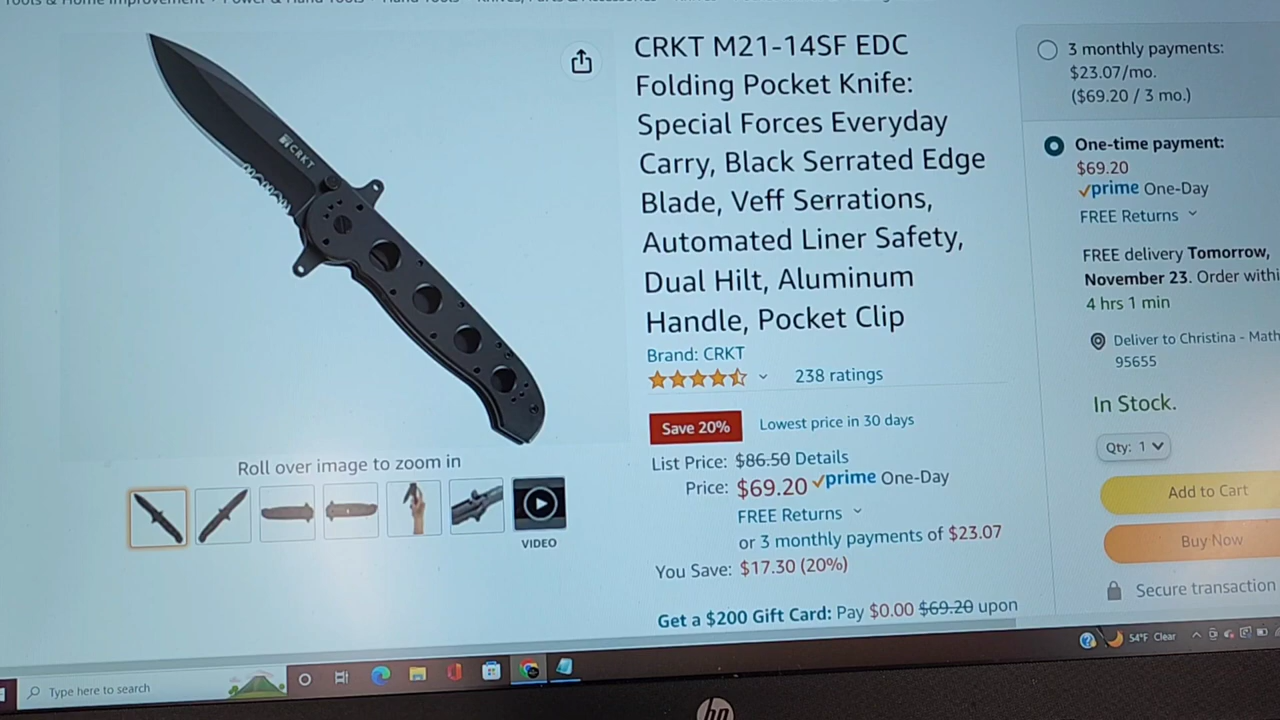 CRKT
CRKT M21-14SF EDC
Folding Pocket Knife:
Special Forces Everyday
Carry, Black Serrated Edge
Blade, Veff Serrations,
Automated Liner Safety,
Dual Hilt, Aluminum
Handle, Pocket Clip
Brand: CRKT
238 ratings
Save 20%
Lowest price in 30 days
List Price: $86.50 Details
Price: $69.20 prime One-Day
FREE Returns
or 3 monthly payments of $23.07
You Save: $17.30 (20%)
Get a $200 Gift Card: Pay $0.00 $69.20 upon
Roll over image to zoom in
VIDEO
3 monthly payments:
$23.07/mo.
($69.20 / 3 mo.)
One-time payment:
$69.20
prime One-Day
FREE Returns
FREE delivery Tomorrow,
November 23. Order withi
4 hrs 1 min
Deliver to Christina - Math
95655
In Stock.
Qty: 1
Add to Cart
Buy Now
Secure transaction
Type here to search
54°F Clear
hp